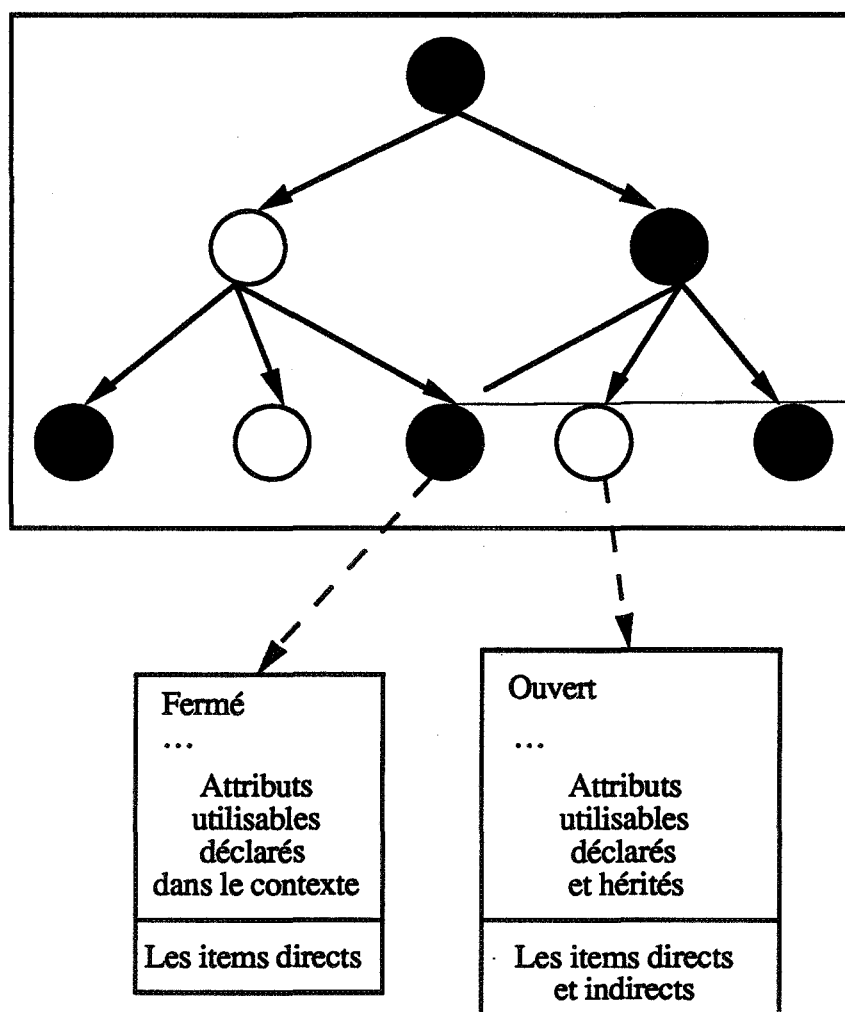 Fermé
...
Attributs
utilisables
déclarés
dans le contexte
Les items directs
Ouvert
...
Attributs
utilisables
déclarés
et hérités
Les items directs
et indirects